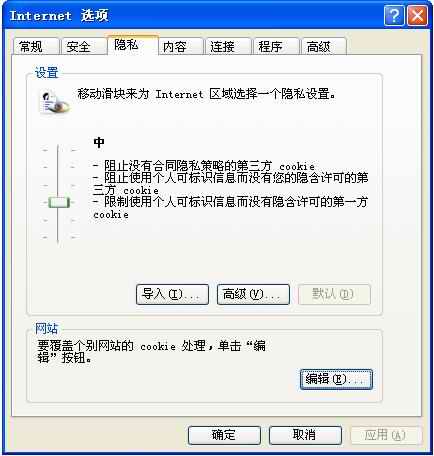 Internet 选项
常规 安全 隐私 内容 连接 程序 高级
设置
移动滑块来为 Internet 区域选择一个隐私设置。
中
- 阻止没有合同隐私策略的第三方 cookie
- 阻止使用个人可标识信息而没有您的隐含许可的第
三方 cookie
- 限制使用个人可标识信息而没有隐含许可的第一方
cookie
导入(I)... 高级(V)... 默认(D)
网站
要覆盖个别网站的 cookie 处理,单击“编
辑”按钮。
编辑(E)...
确定 取消 应用(A)